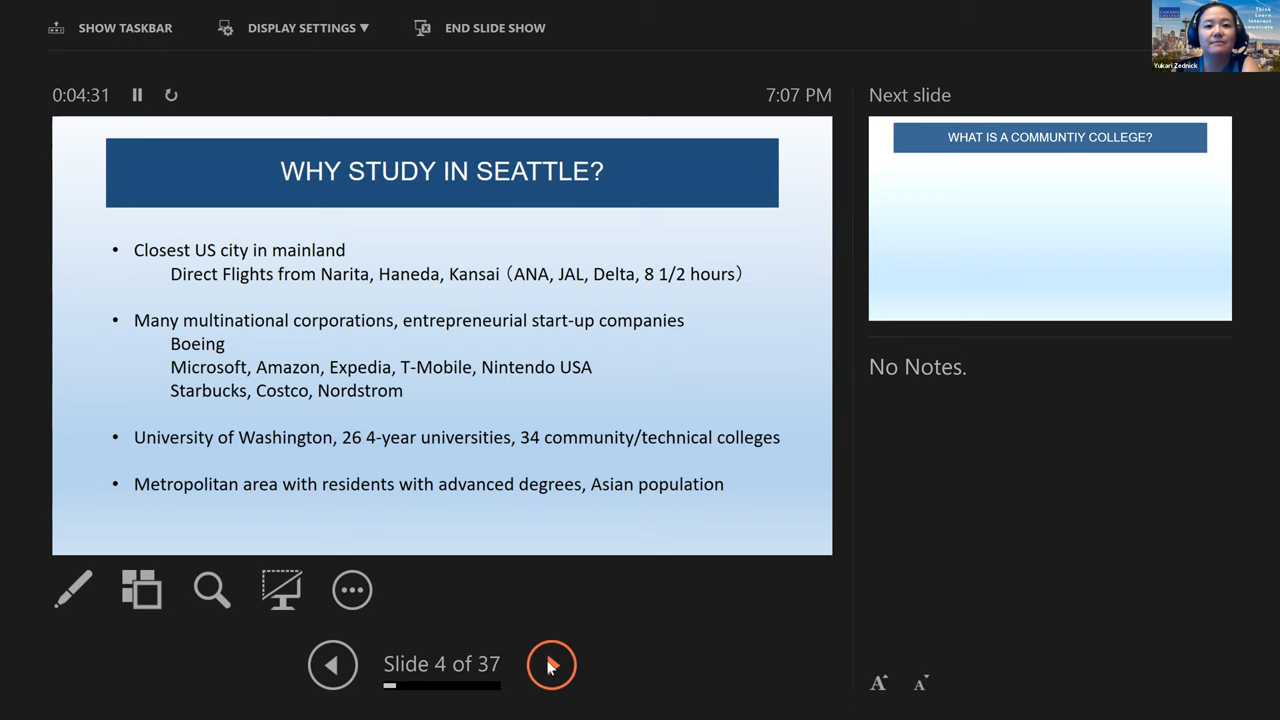 SHOW TASKBAR
DISPLAY SETTINGS ▼
END SLIDE SHOW
Think
Learn
Interact
Yukari Zednick
0:04:31
7:07 PM
Next slide
WHY STUDY IN SEATTLE?
• Closest US city in mainland
Direct Flights from Narita, Haneda, Kansai（ANA, JAL, Delta, 8 1/2 hours）
• Many multinational corporations, entrepreneurial start-up companies
Boeing
Microsoft, Amazon, Expedia, T-Mobile, Nintendo USA
Starbucks, Costco, Nordstrom
• University of Washington, 26 4-year universities, 34 community/technical colleges
• Metropolitan area with residents with advanced degrees, Asian population
WHAT IS A COMMUNTIY COLLEGE?
No Notes.
Slide 4 of 37
A A